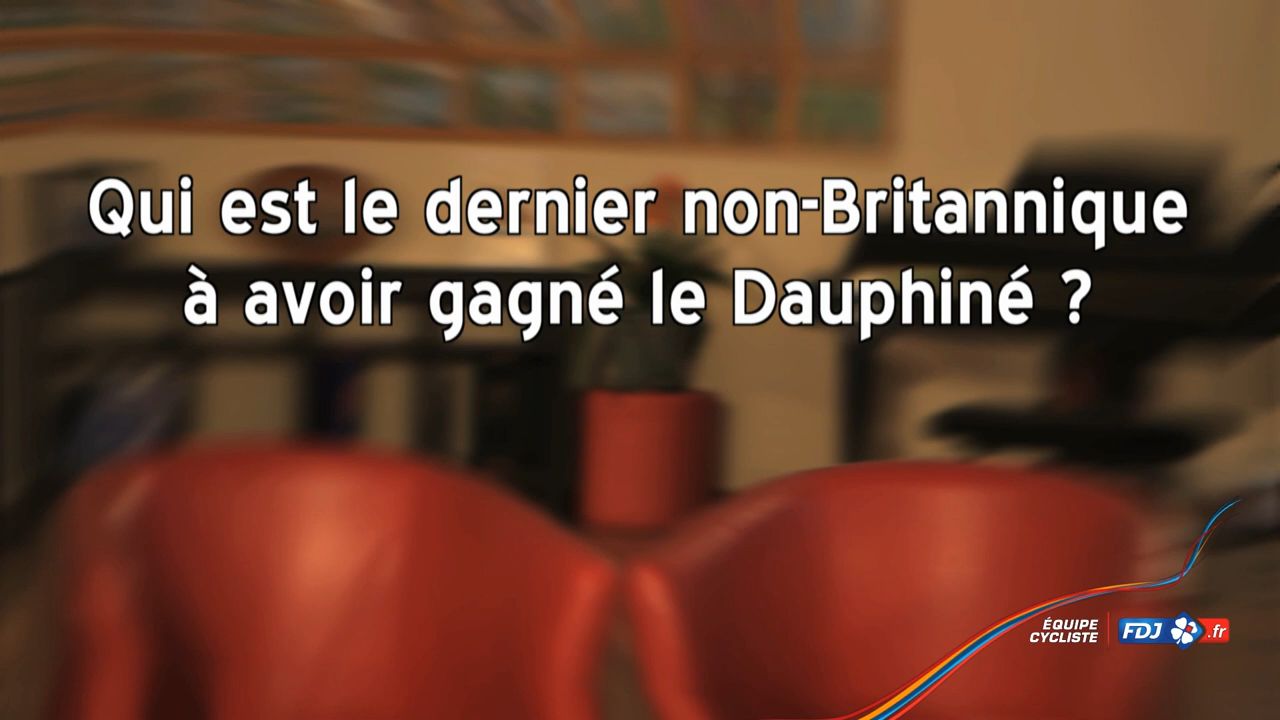 Qui est le dernier non-Britannique
à avoir gagné le Dauphiné ?
ÉQUIPE
CYCLISTE
FDJ .fr